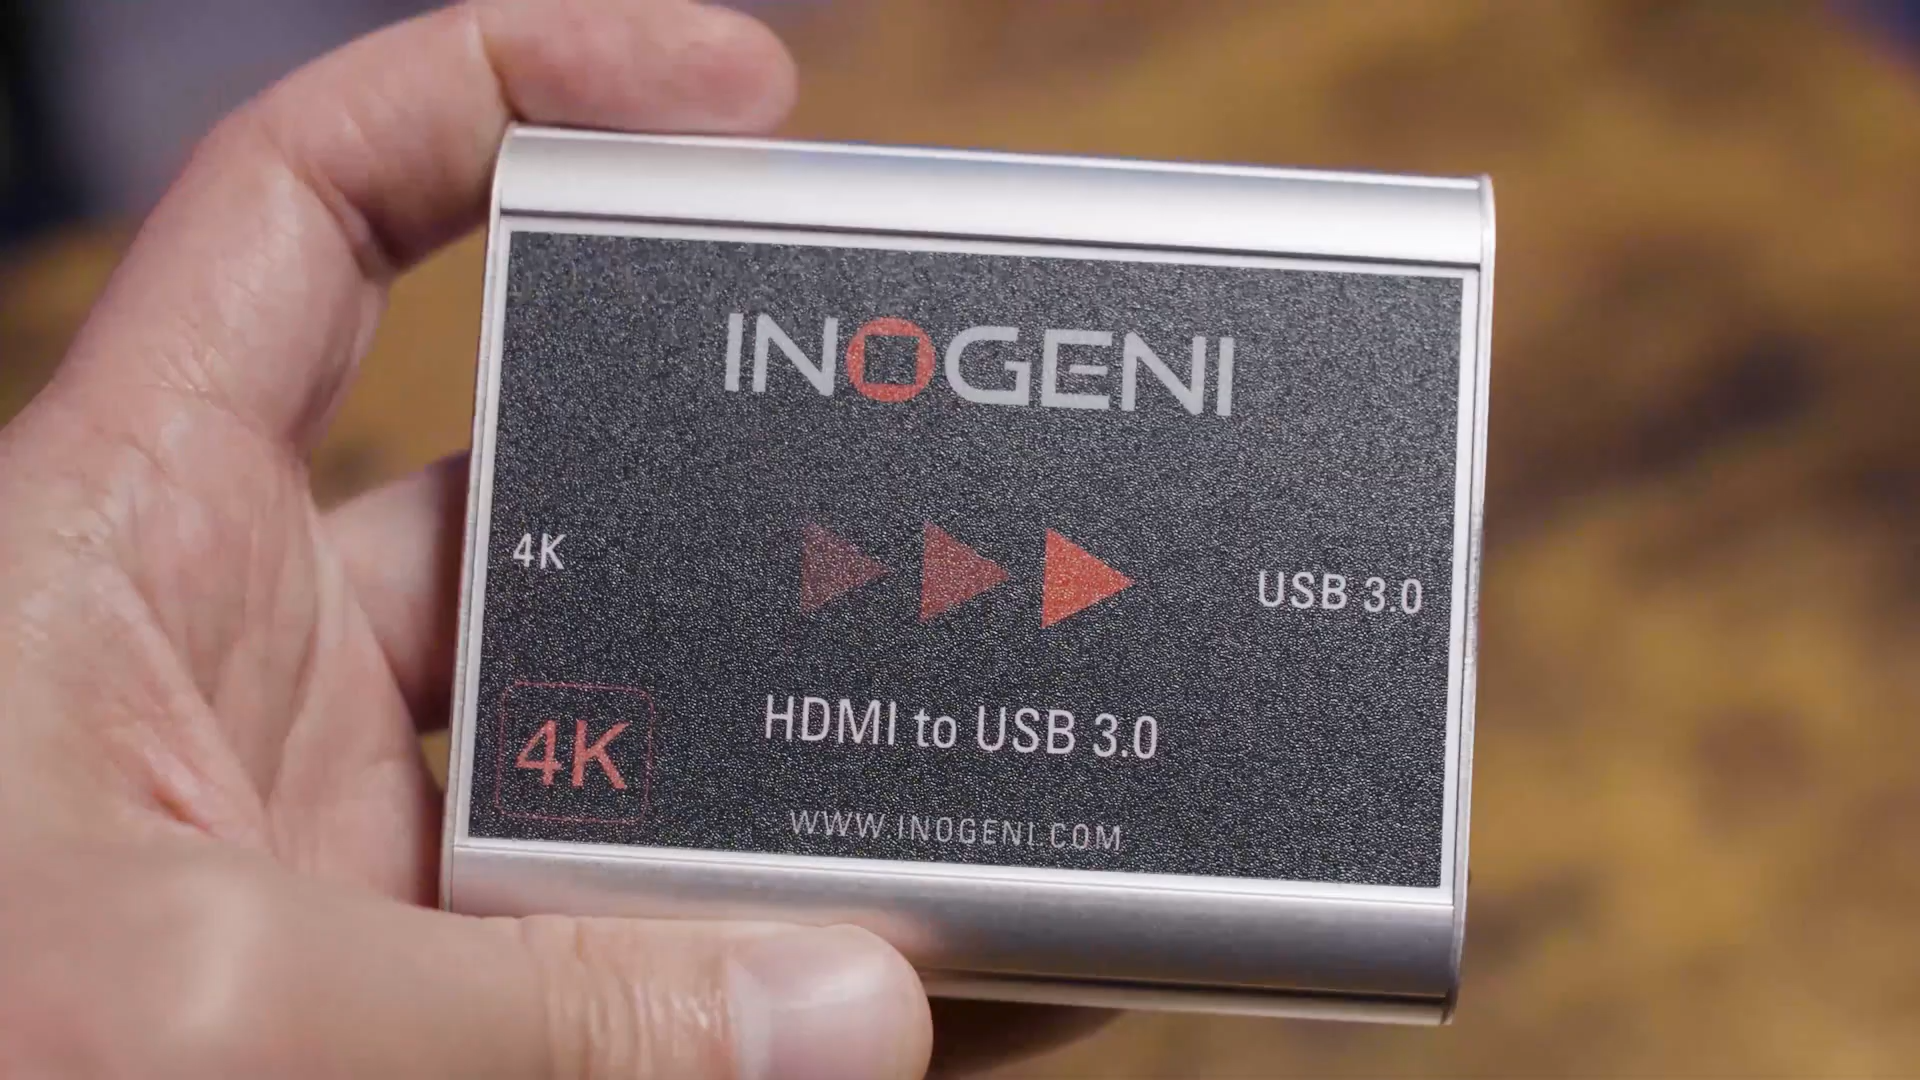 INOGENI
4K
USB 3.0
HDMI to USB 3.0
4K
WWW.INOGENI.COM